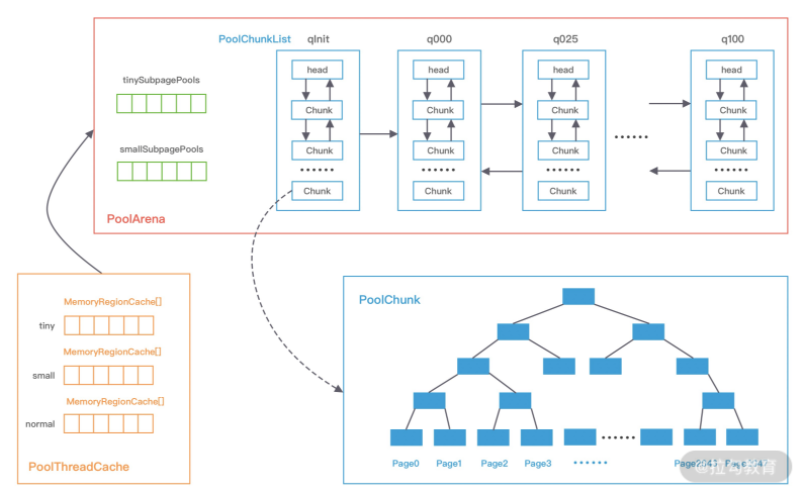 PoolChunkList qInit q000 q025 q100
head head head head
tinySubpagePools
Chunk Chunk Chunk Chunk
smallSubpagePools
Chunk Chunk Chunk Chunk
...... ...... ...... ...... ......
Chunk Chunk Chunk Chunk
PoolArena
MemoryRegionCache[]
tiny
MemoryRegionCache[]
small
MemoryRegionCache[]
normal
PoolThreadCache
PoolChunk
......
Page0 Page1 Page2 Page3 ......
@拉勾教育